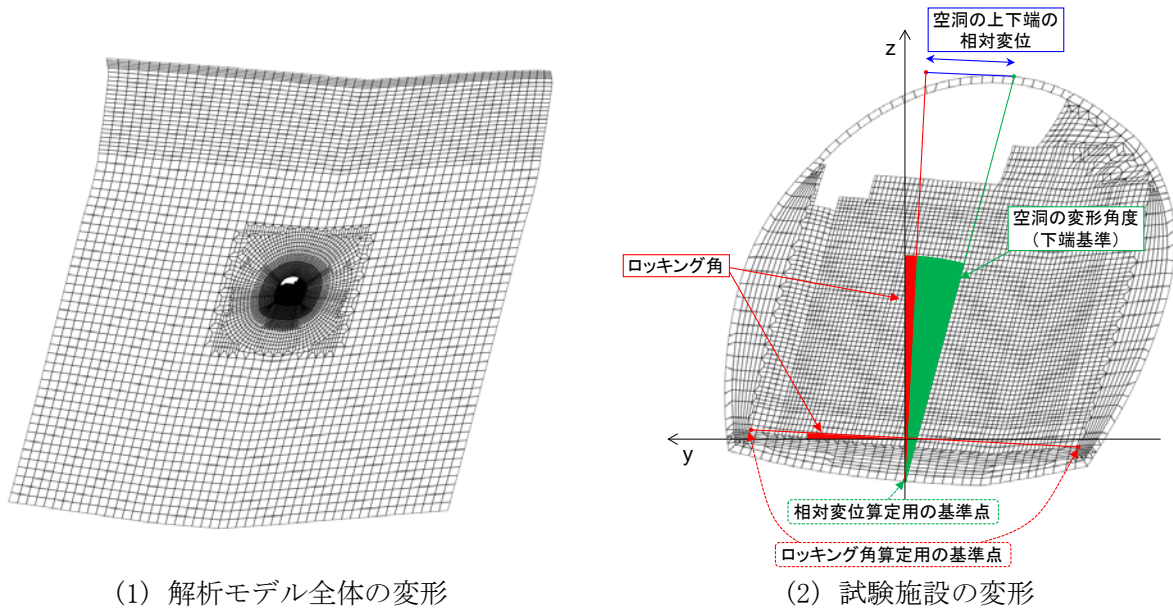 空洞の上下端の
相対変位
z
空洞の変形角度
（下端基準）
ロッキング角
y
相対変位算定用の基準点
ロッキング角算定用の基準点
(1) 解析モデル全体の変形
(2) 試験施設の変形